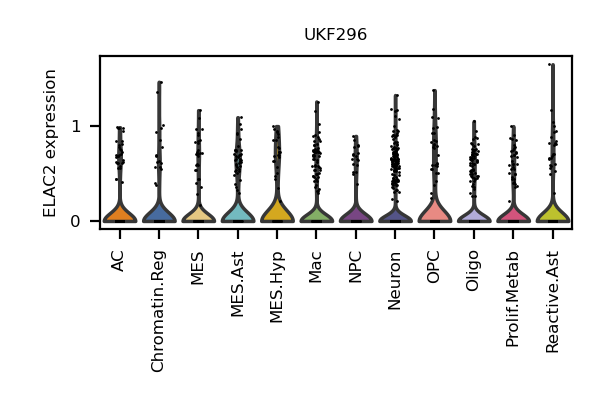 UKF296
ELAC2 expression
1
0
AC
Chromatin.Reg
MES
MES.Ast
MES.Hyp
Mac
NPC
Neuron
OPC
Oligo
Prolif.Metab
Reactive.Ast